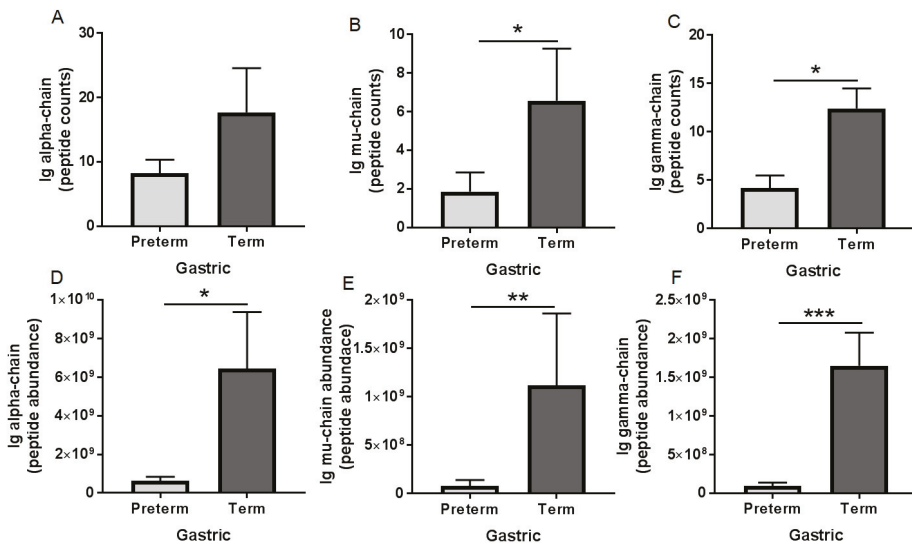 A
Ig alpha-chain
(peptide counts)
30
20
10
0
Preterm Term
Gastric
B
Ig mu-chain
(peptide counts)
10
8
6
4
2
0
*
Preterm Term
Gastric
C
Ig gamma-chain
(peptide counts)
20
15
10
5
0
*
Preterm Term
Gastric
D
Ig alpha-chain
(peptide abundance)
1×10¹⁰
8×10⁹
6×10⁹
4×10⁹
2×10⁹
0
*
Preterm Term
Gastric
E
Ig mu-chain abundance
(peptide abundace)
2×10⁹
1.5×10⁹
1×10⁹
5×10⁸
0
**
Preterm Term
Gastric
F
Ig gamma-chain
(peptide abundance)
2.5×10⁹
2×10⁹
1.5×10⁹
1×10⁹
5×10⁸
0
***
Preterm Term
Gastric